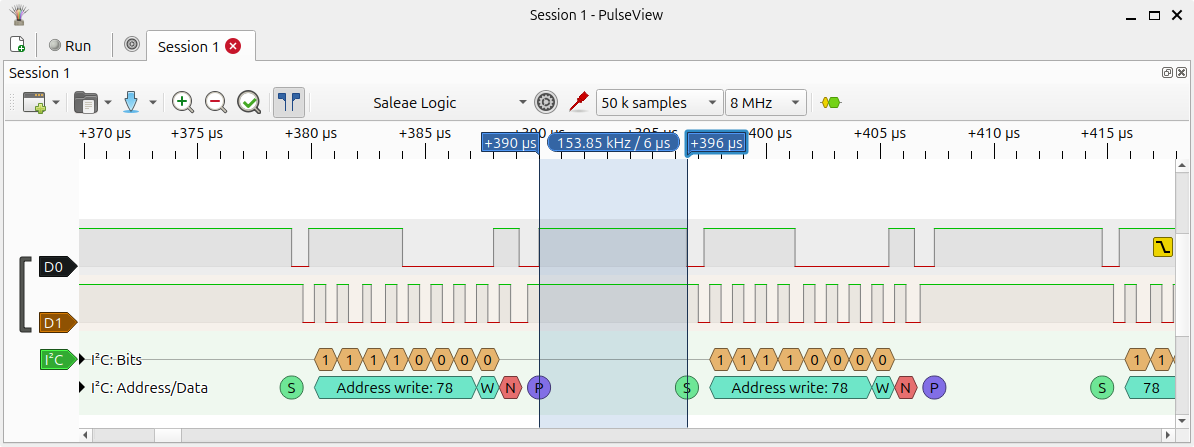 Session 1 - PulseView
Run
Session 1
Session 1
Saleae Logic
50 k samples
8 MHz
+370 µs +375 µs +380 µs +385 µs +390 µs 153.85 kHz / 6 µs +396 µs +400 µs +405 µs +410 µs +415 µs
D0
D1
I²C I²C: Bits 1 1 1 1 0 0 0 0 1 1 1 1 0 0 0 0 1 1
I²C: Address/Data S Address write: 78 W N P S Address write: 78 W N P S 78